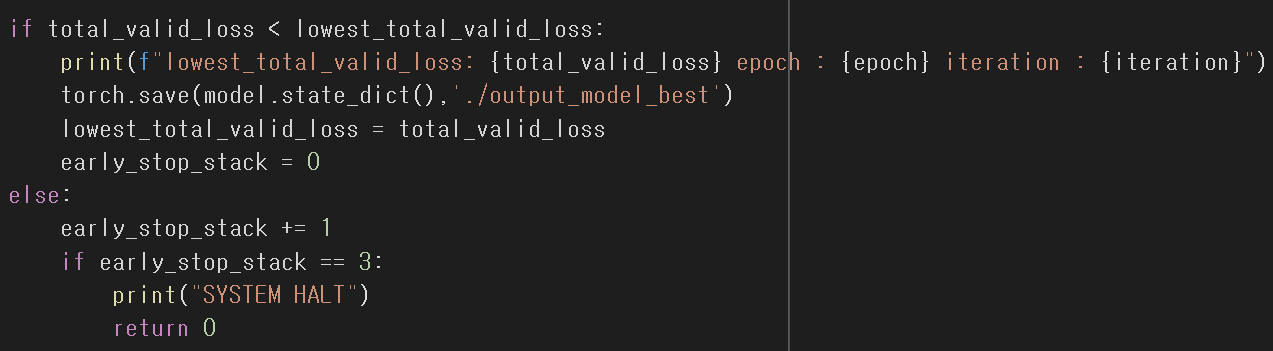 if total_valid_loss < lowest_total_valid_loss:
    print(f"lowest_total_valid_loss: {total_valid_loss} epoch : {epoch} iteration : {iteration}")
    torch.save(model.state_dict(),'./output_model_best')
    lowest_total_valid_loss = total_valid_loss
    early_stop_stack = 0
else:
    early_stop_stack += 1
    if early_stop_stack == 3:
        print("SYSTEM HALT")
        return 0